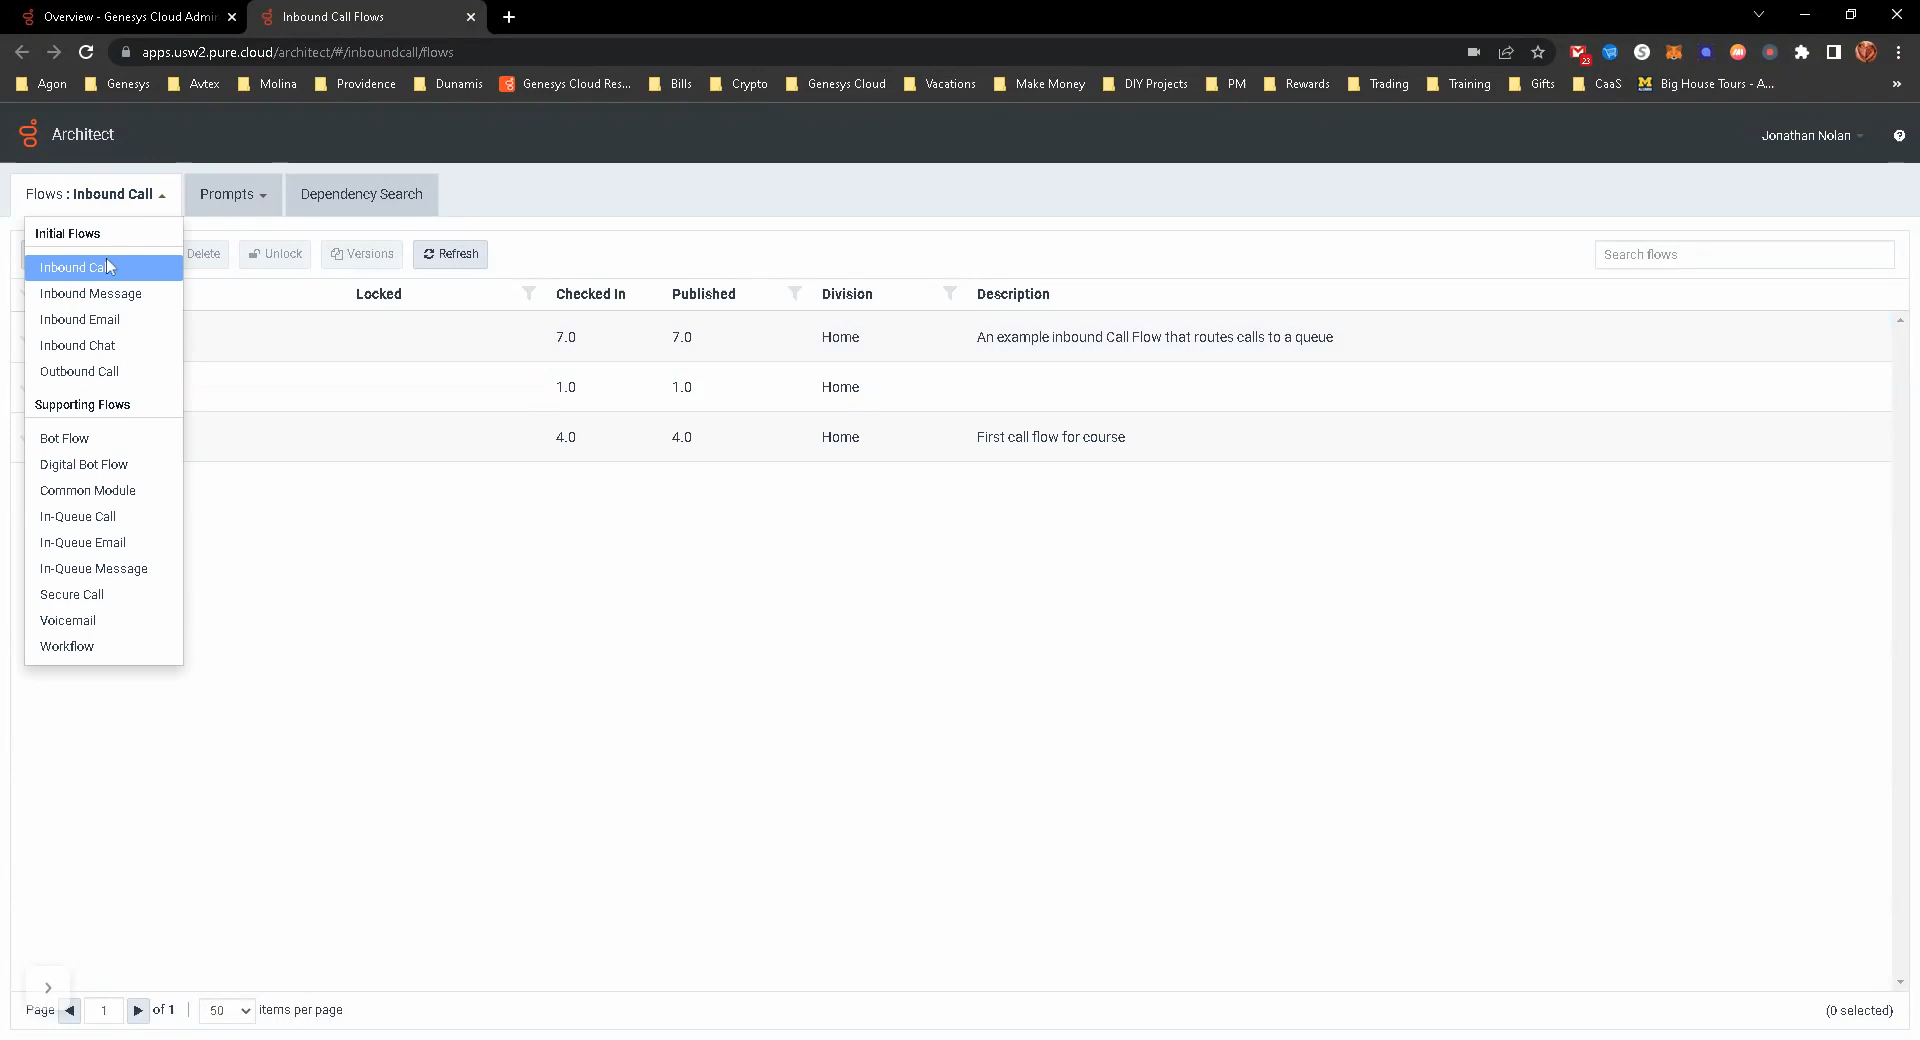 Overview - Genesys Cloud Admin
Inbound Call Flows
apps.usw2.pure.cloud/architect/#/inboundcall/flows
23
Agon
Genesys
Avtex
Molina
Providence
Dunamis
Genesys Cloud Res...
Bills
Crypto
Genesys Cloud
Vacations
Make Money
DIY Projects
PM
Rewards
Trading
Training
Gifts
CaaS
Big House Tours - A...
Architect
Jonathan Nolan
Flows : Inbound Call
Prompts
Dependency Search
Initial Flows
Inbound Call
Inbound Message
Inbound Email
Inbound Chat
Outbound Call
Supporting Flows
Bot Flow
Digital Bot Flow
Common Module
In-Queue Call
In-Queue Email
In-Queue Message
Secure Call
Voicemail
Workflow
Delete
Unlock
Versions
Refresh
Search flows
Locked
Checked In
Published
Division
Description
7.0
7.0
Home
An example inbound Call Flow that routes calls to a queue
1.0
1.0
Home
4.0
4.0
Home
First call flow for course
Page
1
of 1
50
items per page
(0 selected)